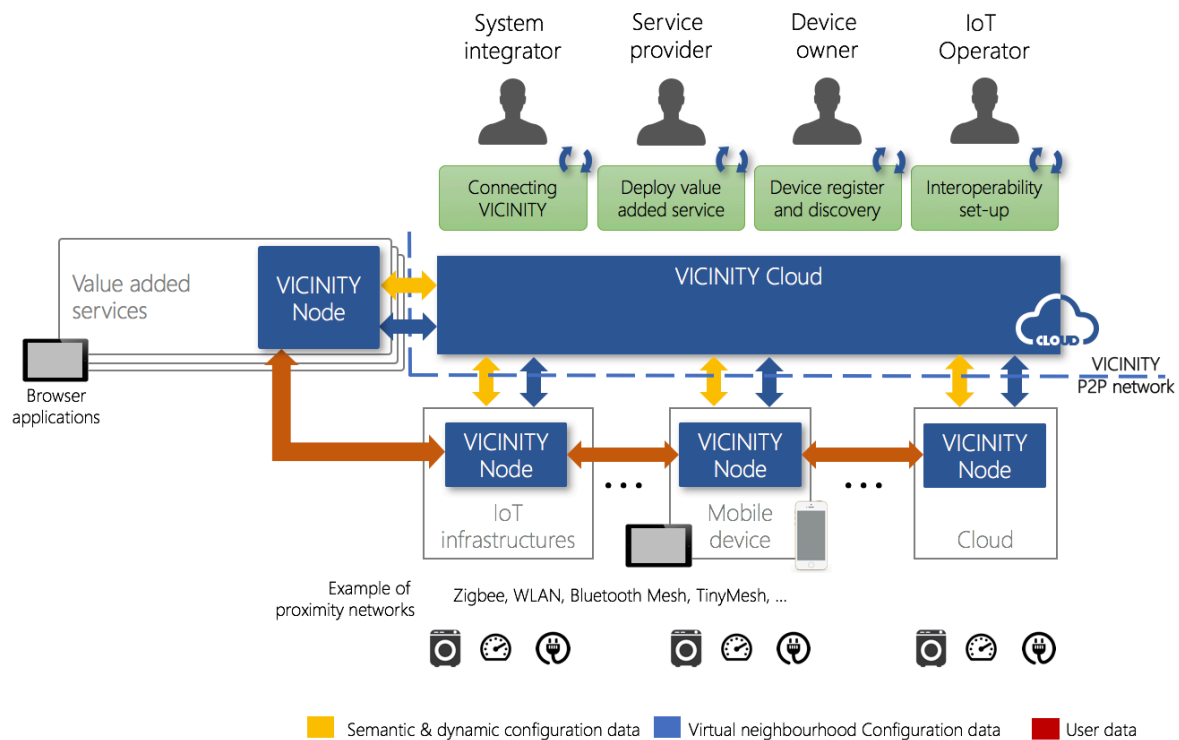 System
integrator
Service
provider
Device
owner
IoT
Operator
Connecting
VICINITY
Deploy value
added service
Device register
and discovery
Interoperability
set-up
Value added
services
VICINITY
Node
VICINITY Cloud
CLOUD
Browser
applications
VICINITY
P2P network
VICINITY
Node
...
VICINITY
Node
...
VICINITY
Node
IoT
infrastructures
Mobile
device
Cloud
Example of
proximity networks
Zigbee, WLAN, Bluetooth Mesh, TinyMesh, ...
Semantic & dynamic configuration data
Virtual neighbourhood Configuration data
User data